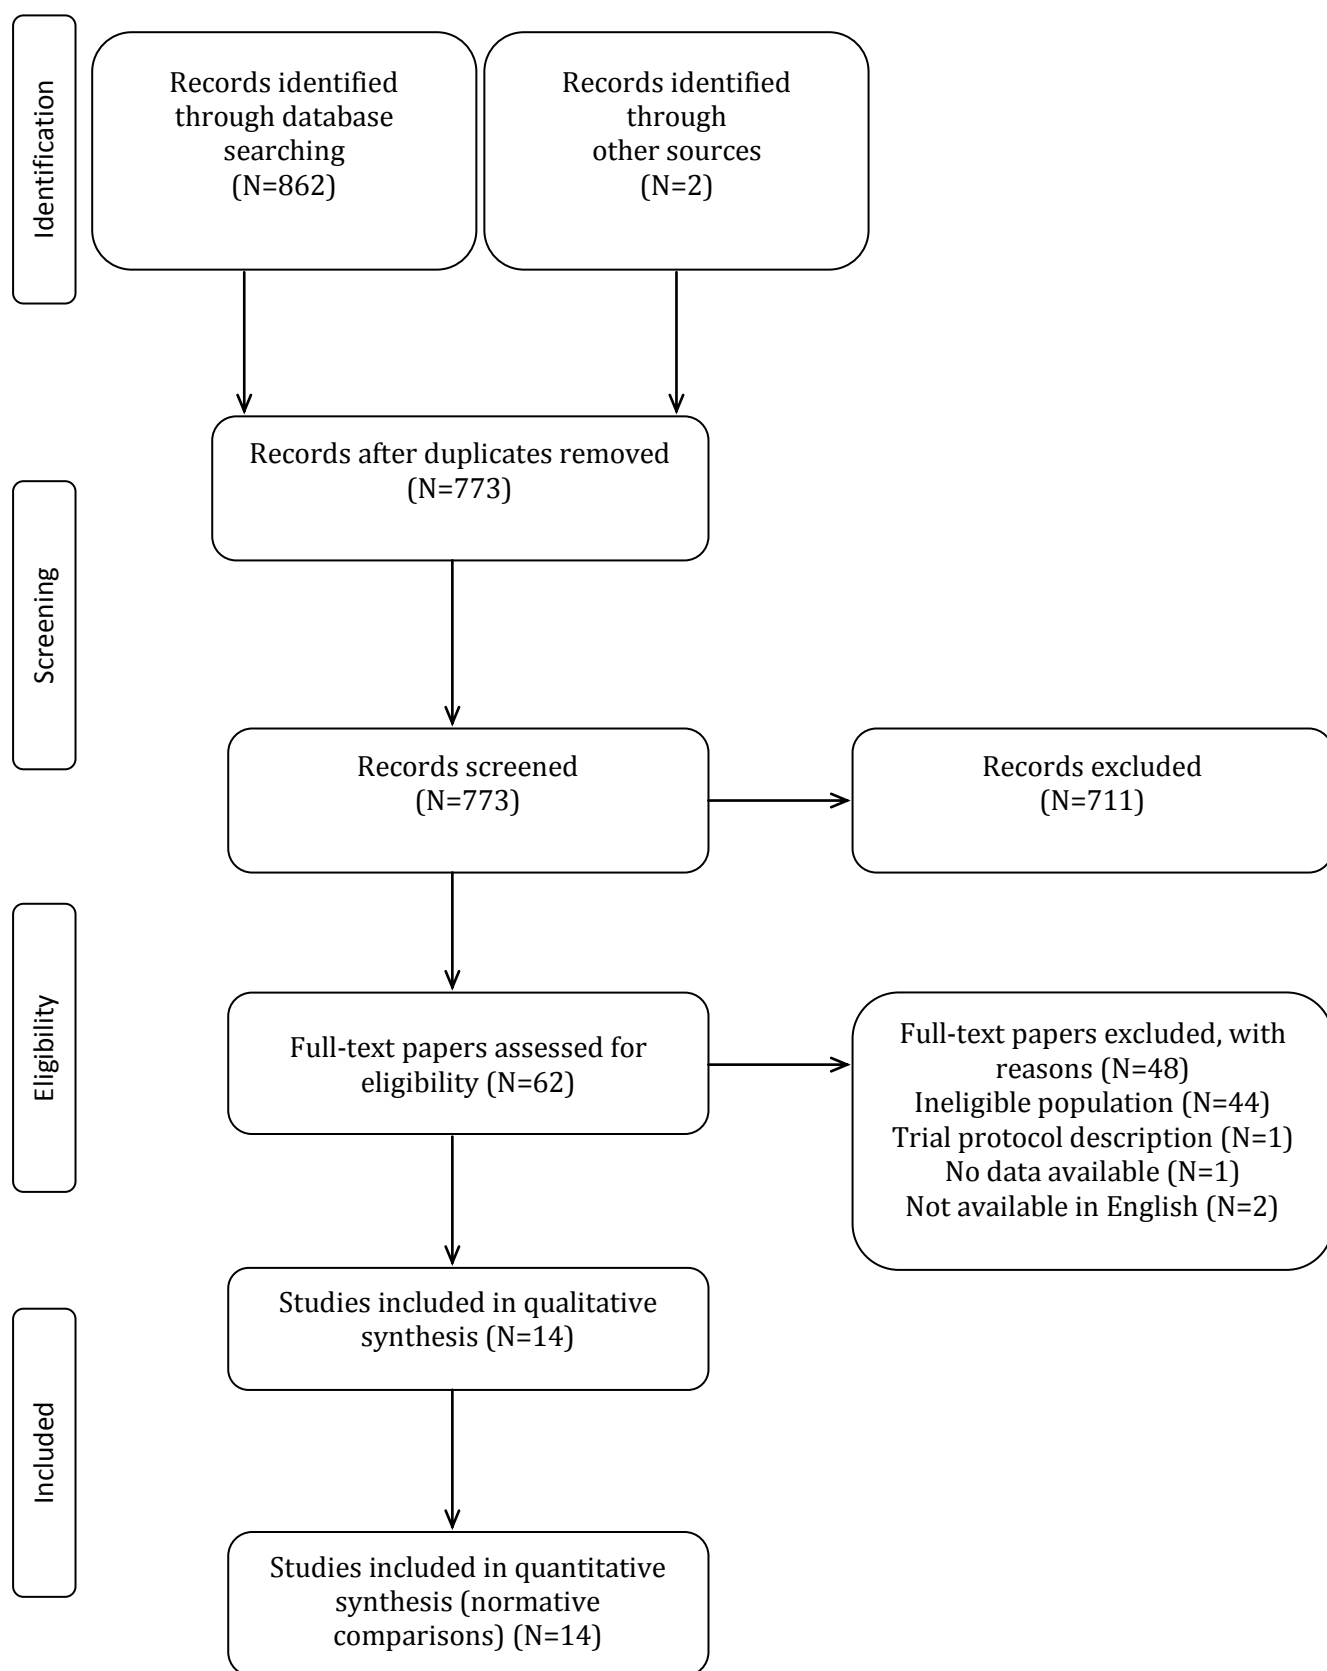 Identification
Records identified
through database
searching
(N=862)
Records identified
through
other sources
(N=2)
Records after duplicates removed
(N=773)
Screening
Records screened
(N=773)
Records excluded
(N=711)
Eligibility
Full-text papers assessed for
eligibility (N=62)
Full-text papers excluded, with
reasons (N=48)
Ineligible population (N=44)
Trial protocol description (N=1)
No data available (N=1)
Not available in English (N=2)
Included
Studies included in qualitative
synthesis (N=14)
Studies included in quantitative
synthesis (normative
comparisons) (N=14)